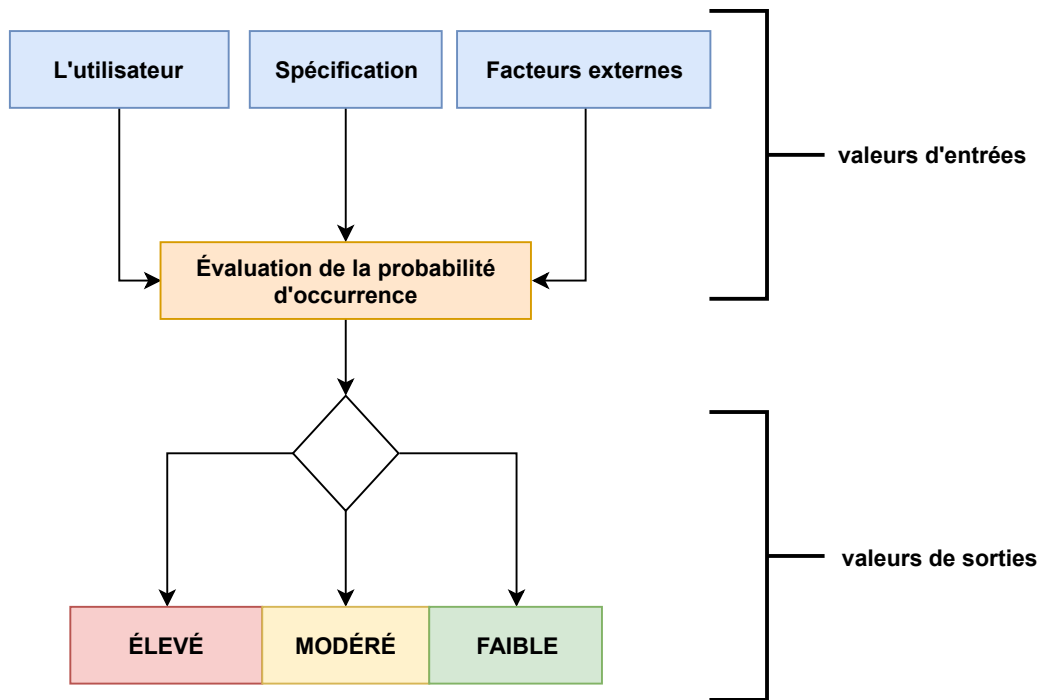 L'utilisateur
Spécification
Facteurs externes
valeurs d'entrées
Évaluation de la probabilité
d'occurrence
valeurs de sorties
ÉLEVÉ
MODÉRÉ
FAIBLE